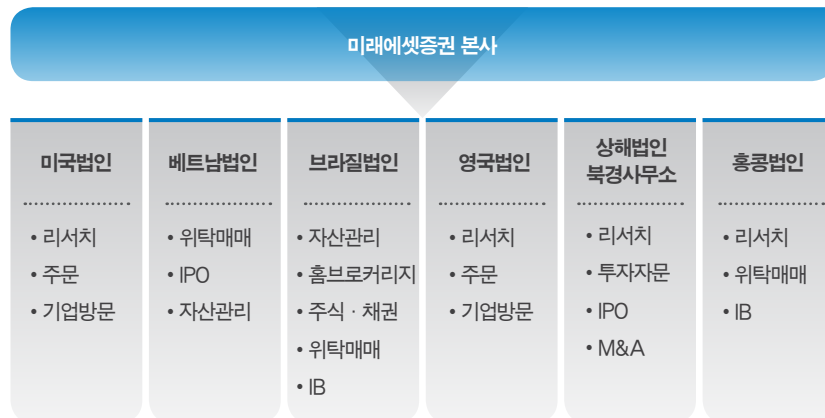 미래에셋증권 본사
미국법인
• 리서치
• 주문
• 기업방문
베트남법인
• 위탁매매
• IPO
• 자산관리
브라질법인
• 자산관리
• 홈브로커리지
• 주식 · 채권
• 위탁매매
• IB
영국법인
• 리서치
• 주문
• 기업방문
상해법인
북경사무소
• 리서치
• 투자자문
• IPO
• M&A
홍콩법인
• 리서치
• 위탁매매
• IB